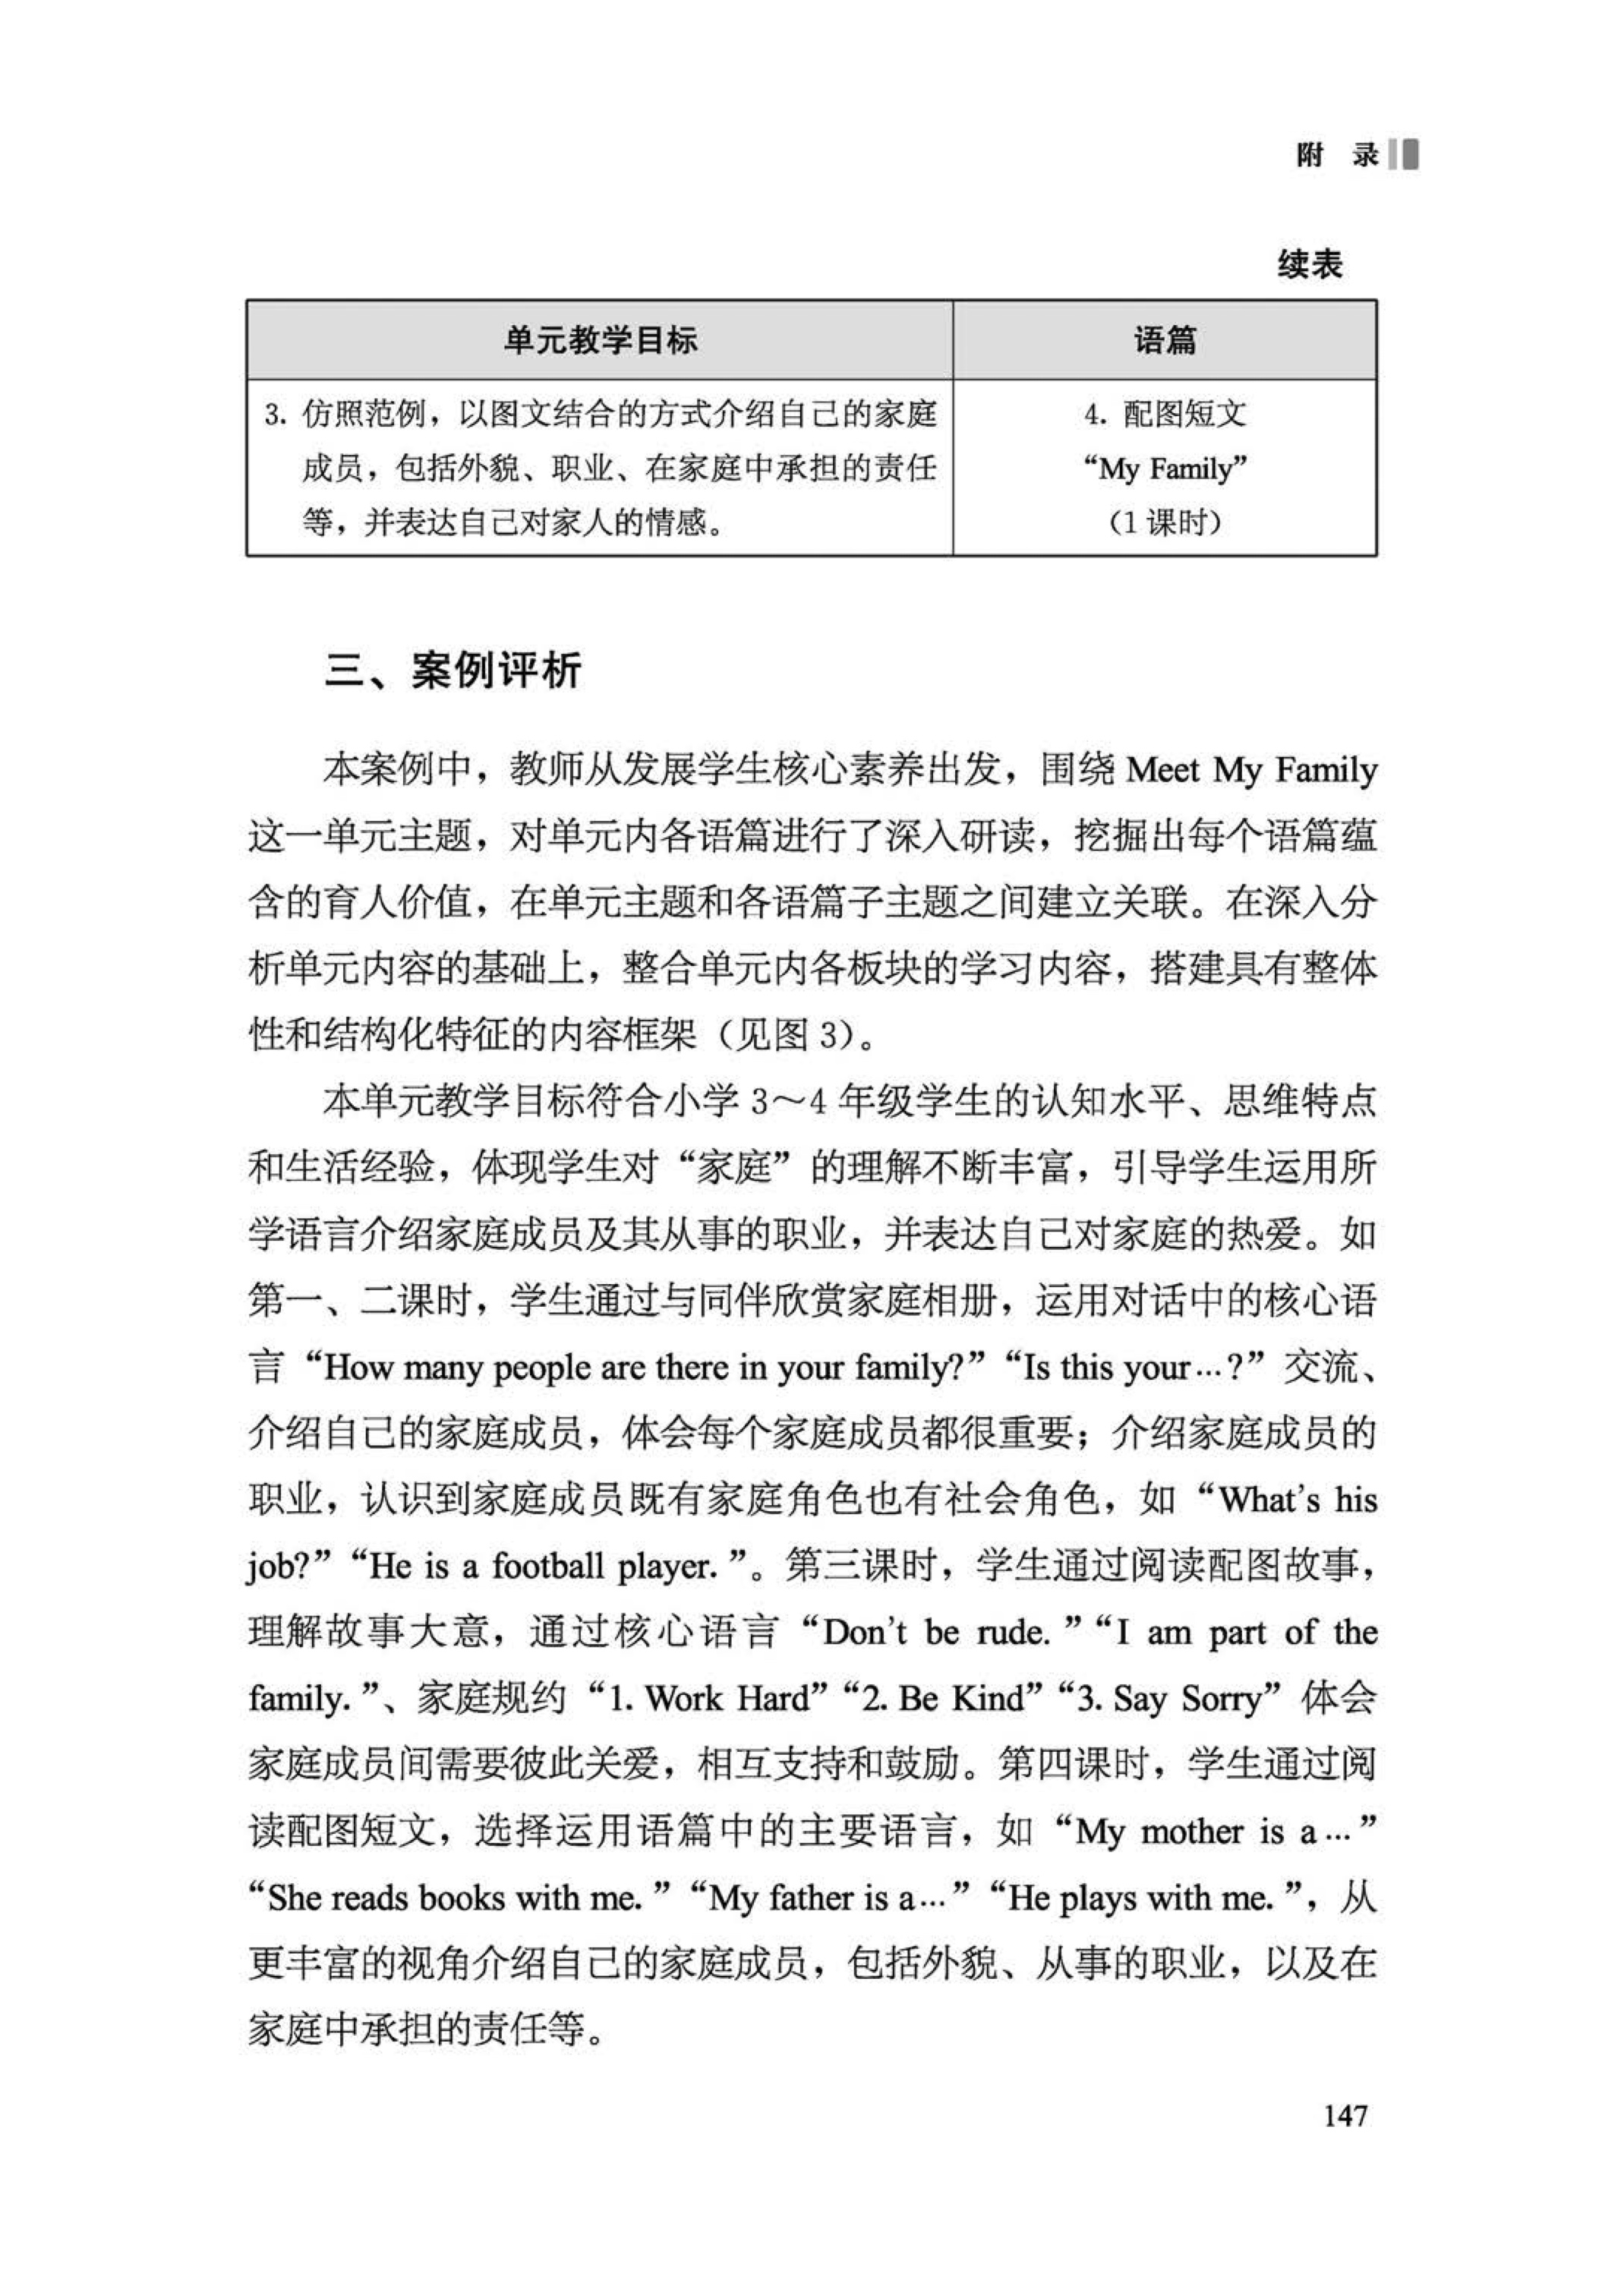 附 录
续表
单元教学目标
语篇
3. 仿照范例，以图文结合的方式介绍自己的家庭
成员，包括外貌、职业、在家庭中承担的责任
等，并表达自己对家人的情感。
4. 配图短文
“My Family”
（1 课时）
三、案例评析
本案例中，教师从发展学生核心素养出发，围绕 Meet My Family
这一单元主题，对单元内各语篇进行了深入研读，挖掘出每个语篇蕴
含的育人价值，在单元主题和各语篇子主题之间建立关联。在深入分
析单元内容的基础上，整合单元内各板块的学习内容，搭建具有整体
性和结构化特征的内容框架（见图 3）。
本单元教学目标符合小学 3～4 年级学生的认知水平、思维特点
和生活经验，体现学生对“家庭”的理解不断丰富，引导学生运用所
学语言介绍家庭成员及其从事的职业，并表达自己对家庭的热爱。如
第一、二课时，学生通过与同伴欣赏家庭相册，运用对话中的核心语
言“How many people are there in your family?”“Is this your…?”交流、
介绍自己的家庭成员，体会每个家庭成员都很重要；介绍家庭成员的
职业，认识到家庭成员既有家庭角色也有社会角色，如“What's his
job?”“He is a football player.”。第三课时，学生通过阅读配图故事，
理解故事大意，通过核心语言“Don't be rude.”“I am part of the
family.”、家庭规约“1. Work Hard”“2. Be Kind”“3. Say Sorry”体会
家庭成员间需要彼此关爱，相互支持和鼓励。第四课时，学生通过阅
读配图短文，选择运用语篇中的主要语言，如“My mother is a…”
“She reads books with me.”“My father is a…”“He plays with me.”，从
更丰富的视角介绍自己的家庭成员，包括外貌、从事的职业，以及在
家庭中承担的责任等。
147